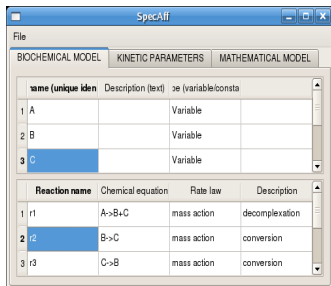 SpecAff
File
BIOCHEMICAL MODEL KINETIC PARAMETERS MATHEMATICAL MODEL
name (unique iden Description (text) pe (variable/consta
1 A Variable
2 B Variable
3 C Variable
Reaction name Chemical equation Rate law Description
1 r1 A->B+C mass action decomplexation
2 r2 B->C mass action conversion
3 r3 C->B mass action conversion